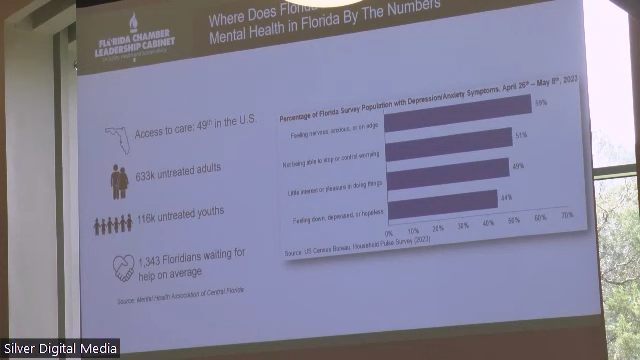 FLORIDA CHAMBER
LEADERSHIP CABINET
Where Does Florida
Mental Health in Florida By The Numbers
Access to care: 49th in the U.S.
633k untreated adults
116k untreated youths
1,343 Floridians waiting for
help on average
Source: Mental Health Association of Central Florida
Percentage of Florida Survey Population with Depression/Anxiety Symptoms, April 26th – May 8th, 2023
Feeling nervous, anxious, or on edge
59%
Not being able to stop or control worrying
51%
Little interest or pleasure in doing things
49%
Feeling down, depressed, or hopeless
44%
0% 10% 20% 30% 40% 50% 60% 70%
Source: US Census Bureau, Household Pulse Survey (2023)
Silver Digital Media